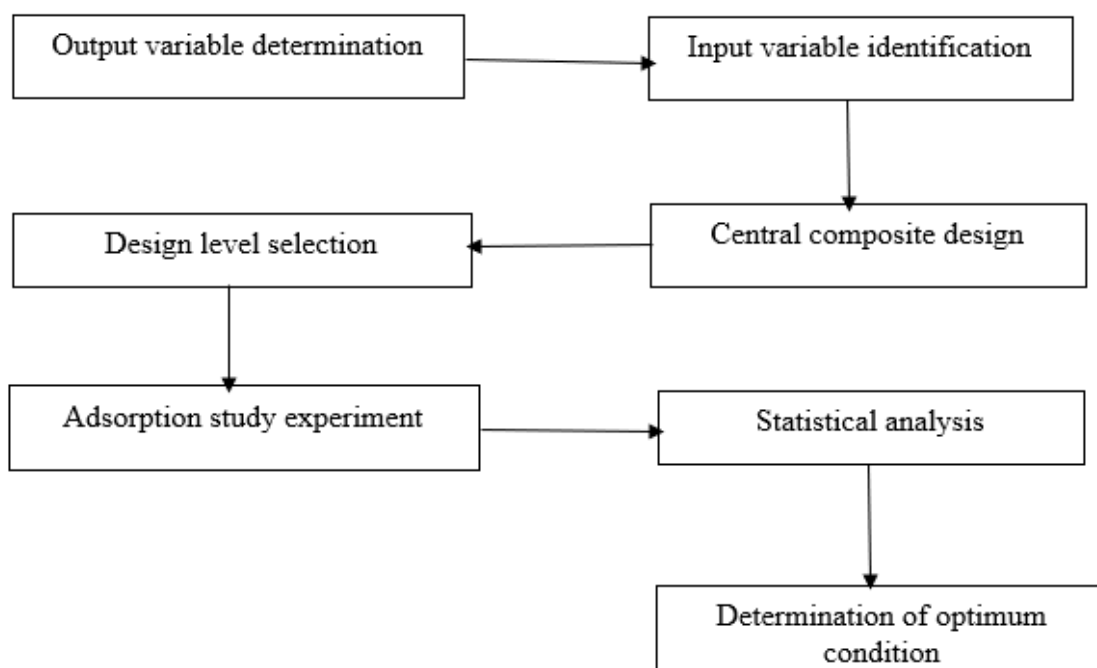 Output variable determination
Input variable identification
Central composite design
Design level selection
Adsorption study experiment
Statistical analysis
Determination of optimum
condition